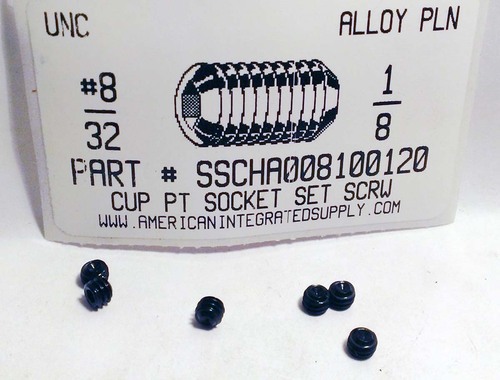 UNC ALLOY PLN
#8 1
32 8
PART # SSCHA008100120
CUP PT SOCKET SET SCRW
WWW.AMERICANINTEGRATEDSUPPLY.COM